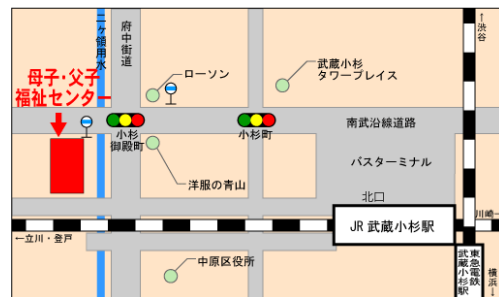 二ヶ領用水
府中街道
↑渋谷
母子・父子
福祉センター
ローソン
武蔵小杉
タワープレイス
小杉
御殿町
小杉町
南武沿線道路
バスターミナル
洋服の青山
北口
JR 武蔵小杉駅
川崎→
←立川・登戸
中原区役所
東急電鉄
武蔵小杉駅
横浜↓